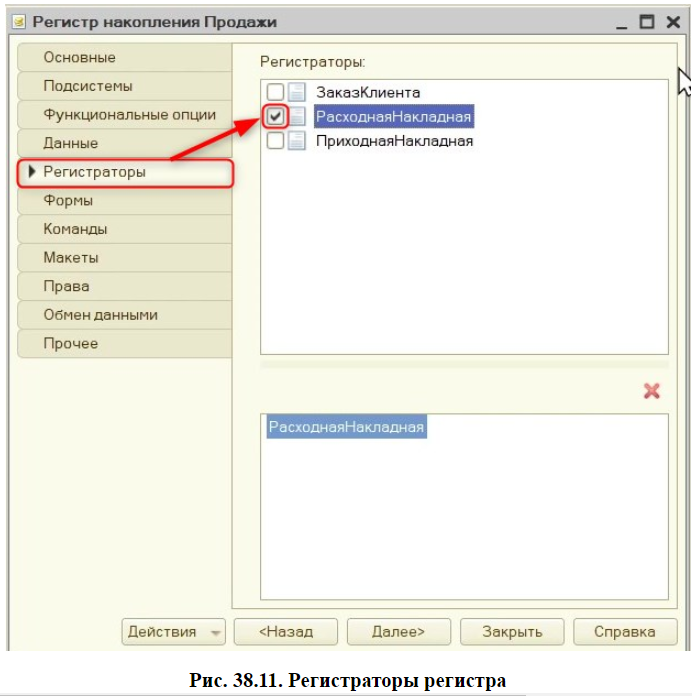 Регистр накопления Продажи
Основные
Подсистемы
Функциональные опции
Данные
Регистраторы
Формы
Команды
Макеты
Права
Обмен данными
Прочее
Регистраторы:
ЗаказКлиента
РасходнаяНакладная
ПриходнаяНакладная
РасходнаяНакладная
Действия
<Назад
Далее>
Закрыть
Справка
Рис. 38.11. Регистраторы регистра